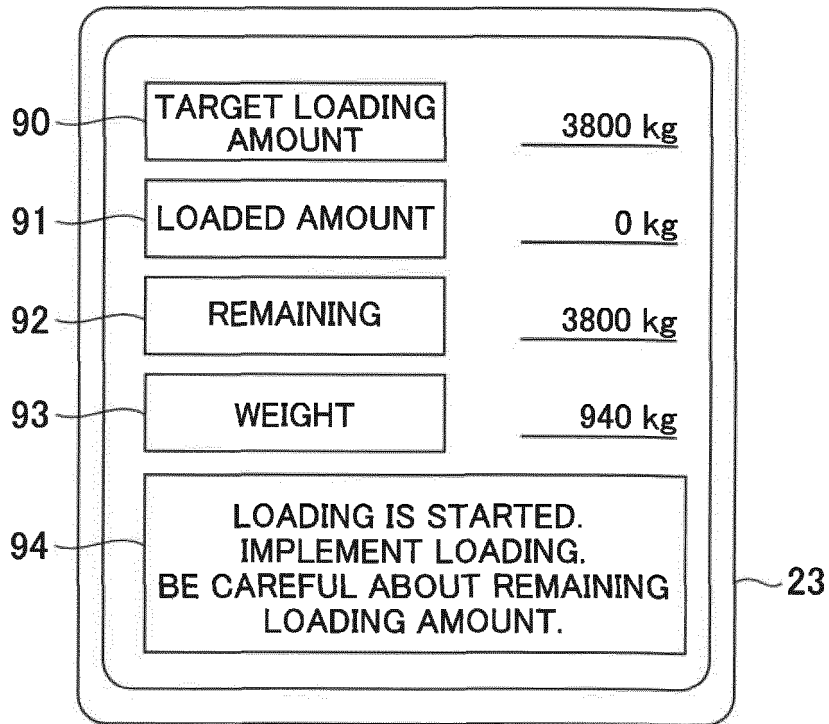 90
TARGET LOADING
AMOUNT
3800 kg
91
LOADED AMOUNT
0 kg
92
REMAINING
3800 kg
93
WEIGHT
940 kg
94
LOADING IS STARTED.
IMPLEMENT LOADING.
BE CAREFUL ABOUT REMAINING
LOADING AMOUNT.
23